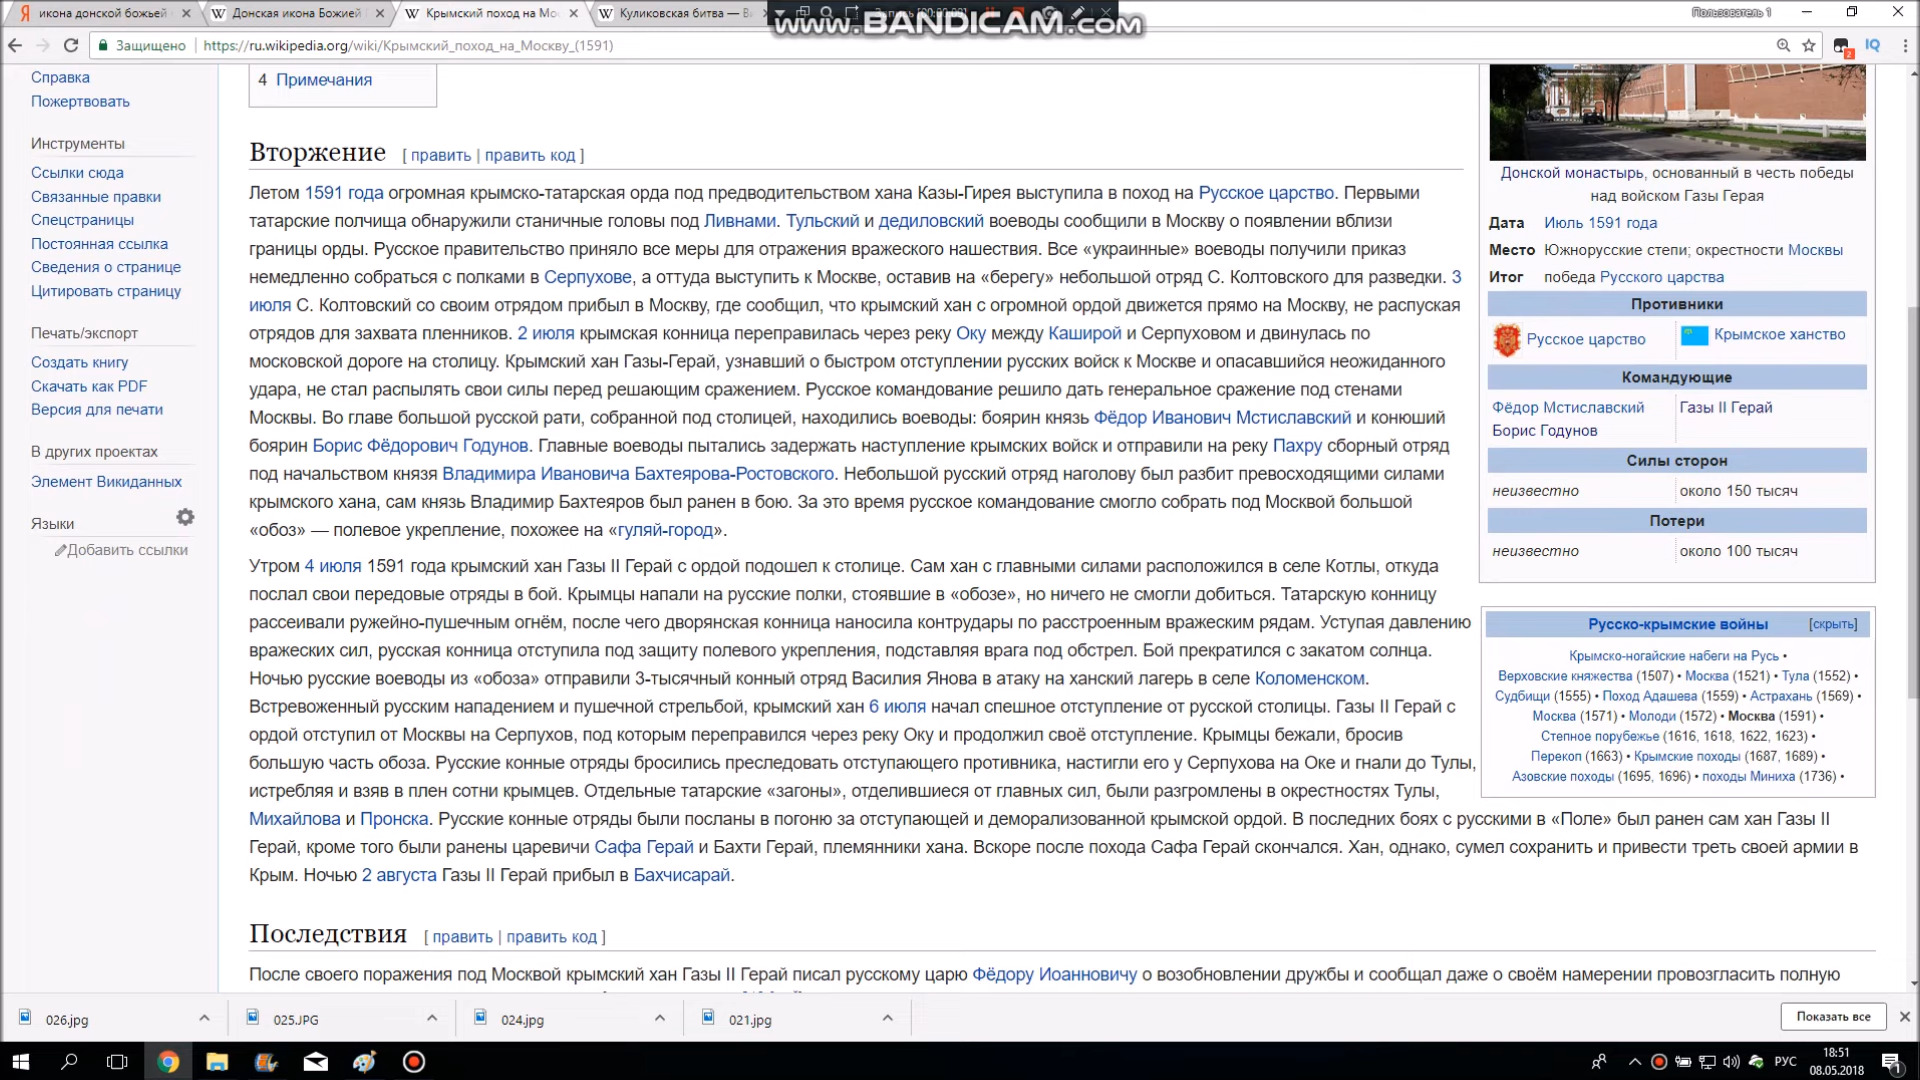 икона донской божьей
Донская икона Божией
Крымский поход на Мо
Куликовская битва — В
www.BANDICAM.com
Пользователь 1
Защищено
https://ru.wikipedia.org/wiki/Крымский_поход_на_Москву_(1591)
IQ
2
Справка
Пожертвовать
Инструменты
Ссылки сюда
Связанные правки
Спецстраницы
Постоянная ссылка
Сведения о странице
Цитировать страницу
Печать/экспорт
Создать книгу
Скачать как PDF
Версия для печати
В других проектах
Элемент Викиданных
Языки
Добавить ссылки
4 Примечания
Вторжение [ править | править код ]
Летом 1591 года огромная крымско-татарская орда под предводительством хана Казы-Гирея выступила в поход на Русское царство. Первыми
татарские полчища обнаружили станичные головы под Ливнами. Тульский и дедиловский воеводы сообщили в Москву о появлении вблизи
границы орды. Русское правительство приняло все меры для отражения вражеского нашествия. Все «украинные» воеводы получили приказ
немедленно собраться с полками в Серпухове, а оттуда выступить к Москве, оставив на «берегу» небольшой отряд С. Колтовского для разведки. 3
июля С. Колтовский со своим отрядом прибыл в Москву, где сообщил, что крымский хан с огромной ордой движется прямо на Москву, не распуская
отрядов для захвата пленников. 2 июля крымская конница переправилась через реку Оку между Каширой и Серпуховом и двинулась по
московской дороге на столицу. Крымский хан Газы-Герай, узнавший о быстром отступлении русских войск к Москве и опасавшийся неожиданного
удара, не стал распылять свои силы перед решающим сражением. Русское командование решило дать генеральное сражение под стенами
Москвы. Во главе большой русской рати, собранной под столицей, находились воеводы: боярин князь Фёдор Иванович Мстиславский и конюший
боярин Борис Фёдорович Годунов. Главные воеводы пытались задержать наступление крымских войск и отправили на реку Пахру сборный отряд
под начальством князя Владимира Ивановича Бахтеярова-Ростовского. Небольшой русский отряд наголову был разбит превосходящими силами
крымского хана, сам князь Владимир Бахтеяров был ранен в бою. За это время русское командование смогло собрать под Москвой большой
«обоз» — полевое укрепление, похожее на «гуляй-город».
Утром 4 июля 1591 года крымский хан Газы II Герай с ордой подошел к столице. Сам хан с главными силами расположился в селе Котлы, откуда
послал свои передовые отряды в бой. Крымцы напали на русские полки, стоявшие в «обозе», но ничего не смогли добиться. Татарскую конницу
рассеивали ружейно-пушечным огнём, после чего дворянская конница наносила контрудары по расстроенным вражеским рядам. Уступая давлению
вражеских сил, русская конница отступила под защиту полевого укрепления, подставляя врага под обстрел. Бой прекратился с закатом солнца.
Ночью русские воеводы из «обоза» отправили 3-тысячный конный отряд Василия Янова в атаку на ханский лагерь в селе Коломенском.
Встревоженный русским нападением и пушечной стрельбой, крымский хан 6 июля начал спешное отступление от русской столицы. Газы II Герай с
ордой отступил от Москвы на Серпухов, под которым переправился через реку Оку и продолжил своё отступление. Крымцы бежали, бросив
большую часть обоза. Русские конные отряды бросились преследовать отступающего противника, настигли его у Серпухова на Оке и гнали до Тулы,
истребляя и взяв в плен сотни крымцев. Отдельные татарские «загоны», отделившиеся от главных сил, были разгромлены в окрестностях Тулы,
Михайлова и Пронска. Русские конные отряды были посланы в погоню за отступающей и деморализованной крымской ордой. В последних боях с русскими в «Поле» был ранен сам хан Газы II
Герай, кроме того были ранены царевичи Сафа Герай и Бахти Герай, племянники хана. Вскоре после похода Сафа Герай скончался. Хан, однако, сумел сохранить и привести треть своей армии в
Крым. Ночью 2 августа Газы II Герай прибыл в Бахчисарай.
Последствия [ править | править код ]
После своего поражения под Москвой крымский хан Газы II Герай писал русскому царю Фёдору Иоанновичу о возобновлении дружбы и сообщал даже о своём намерении провозгласить полную
Донской монастырь, основанный в честь победы
над войском Газы Герая
Дата Июль 1591 года
Место Южнорусские степи; окрестности Москвы
Итог победа Русского царства
Противники
Русское царство Крымское ханство
Командующие
Фёдор Мстиславский Газы II Герай
Борис Годунов
Силы сторон
неизвестно около 150 тысяч
Потери
неизвестно около 100 тысяч
Русско-крымские войны [скрыть]
Крымско-ногайские набеги на Русь •
Верховские княжества (1507) • Москва (1521) • Тула (1552) •
Судбищи (1555) • Поход Адашева (1559) • Астрахань (1569) •
Москва (1571) • Молоди (1572) • Москва (1591) •
Степное порубежье (1616, 1618, 1622, 1623) •
Перекоп (1663) • Крымские походы (1687, 1689) •
Азовские походы (1695, 1696) • походы Миниха (1736) •
026.jpg
025.JPG
024.jpg
021.jpg
Показать все
РУС
18:51
08.05.2018
1